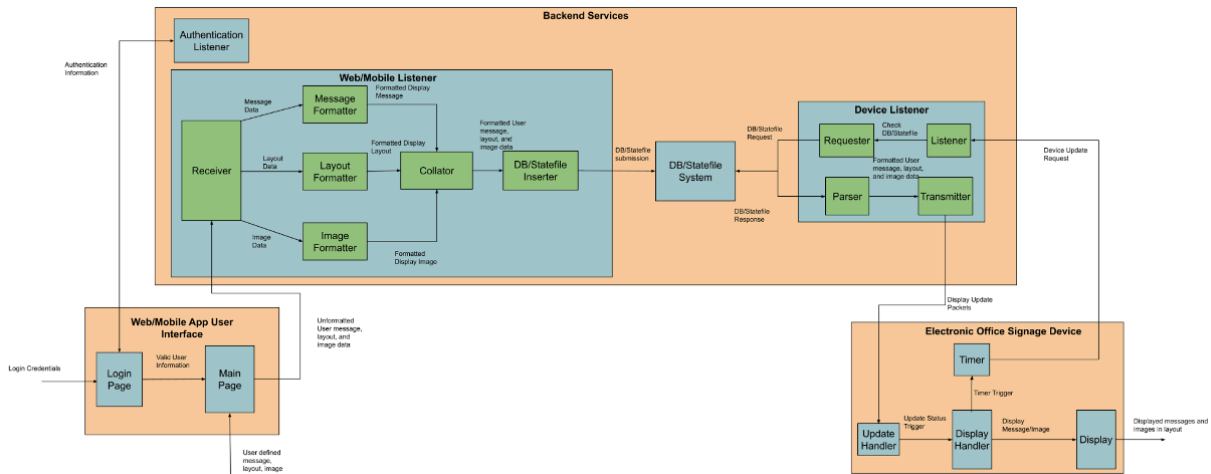 Backend Services
Authentication
Listener
Authentication
Information
Web/Mobile Listener
Message
Data
Message
Formatter
Formatted Display
Message
Receiver
Layout
Data
Layout
Formatter
Formatted Display
Layout
Collator
Formatted User
message,
layout, and
image data
DB/Statefile
Inserter
Image
Data
Image
Formatter
Formatted
Display Image
DB/Statefile
submission
DB/Statefile
System
Device Listener
DB/Statefile
Request
Requester
Check
DB/Statefile
Listener
Formatted User
message, layout,
and image data
Parser
Transmitter
DB/Statefile
Response
Device Update
Request
Display Update
Packets
Web/Mobile App User
Interface
Login Credentials
Login
Page
Valid User
Information
Main
Page
Unformatted
User message,
layout, and
image data
User defined
message,
layout, image
Electronic Office Signage Device
Timer
Timer Trigger
Update
Handler
Update Status
Trigger
Display
Handler
Display
Message/Image
Display
Displayed messages and
images in layout